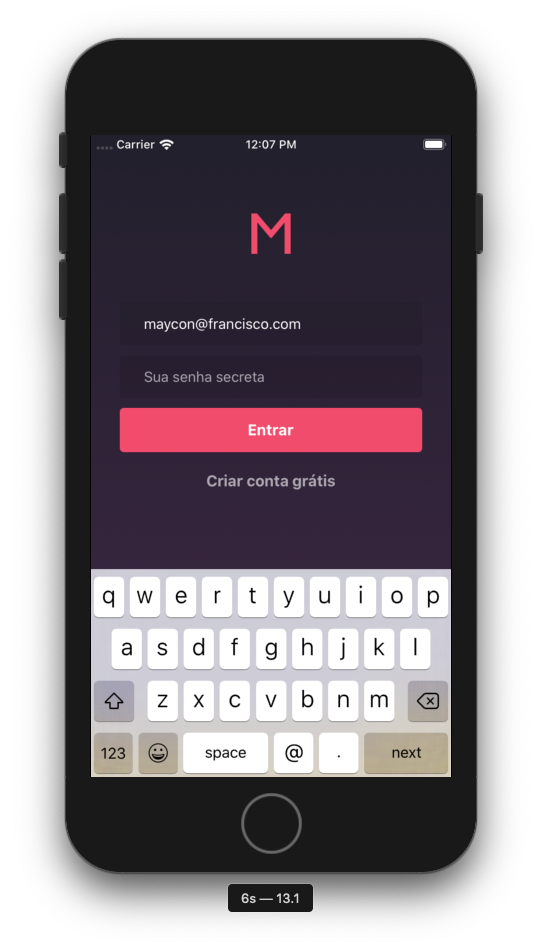 Carrier 12:07 PM
M
maycon@francisco.com
Sua senha secreta
Entrar
Criar conta grátis
q w e r t y u i o p
a s d f g h j k l
z x c v b n m
123 space @ . next
6s — 13.1